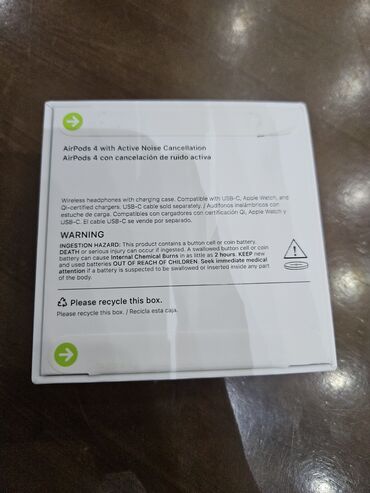 AirPods 4 with Active Noise Cancellation
AirPods 4 con cancelación de ruido activa
Wireless headphones with charging case. Compatible with USB-C, Apple Watch, and
Qi-certified chargers. USB-C cable sold separately. / Audífonos inalámbricos con
estuche de carga. Compatibles con cargadores con certificación Qi, Apple Watch y
USB-C. El cable USB-C se vende por separado.
WARNING
INGESTION HAZARD: This product contains a button cell or coin battery.
DEATH or serious injury can occur if ingested. A swallowed button cell or coin
battery can cause Internal Chemical Burns in as little as 2 hours. KEEP new
and used batteries OUT OF REACH OF CHILDREN. Seek immediate medical
attention if a battery is suspected to be swallowed or inserted inside any part
of the body.
Please recycle this box.
Please recycle this box. / Recicla esta caja.